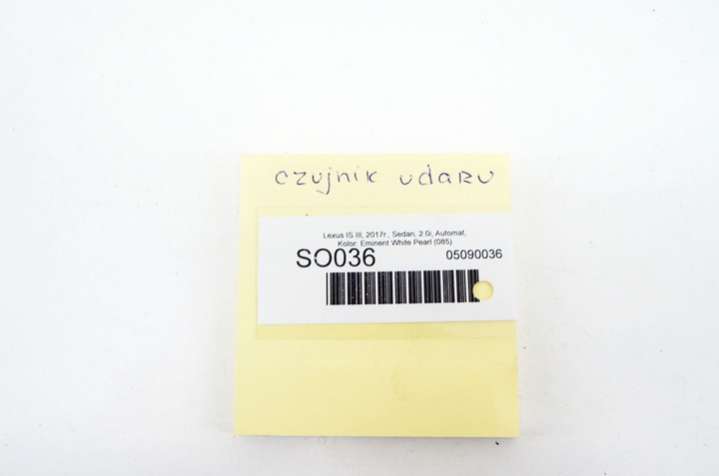 czujnik udaru
Lexus IS III, 2017r., Sedan, 2.0i, Automat,
Kolor: Eminent White Pearl (085)
SO036
05090036